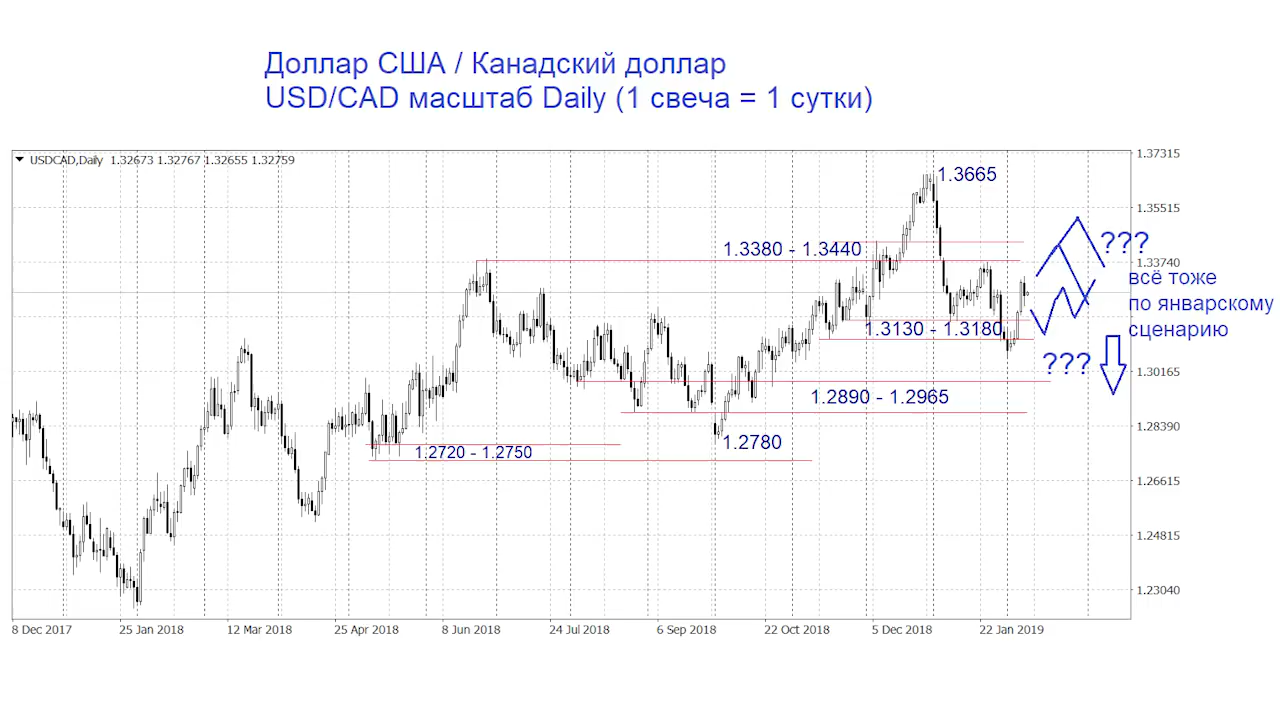 Доллар США / Канадский доллар
USD/CAD масштаб Daily (1 свеча = 1 сутки)
USDCAD,Daily 1.32673 1.32767 1.32655 1.32759
1.37315
1.3665
1.35515
1.3380 - 1.3440
???
1.33740
всё тоже
по январскому
сценарию
1.3130 - 1.3180
???
1.30165
1.2890 - 1.2965
1.28390
1.2780
1.2720 - 1.2750
1.26615
1.24815
1.23040
8 Dec 2017 25 Jan 2018 12 Mar 2018 25 Apr 2018 8 Jun 2018 24 Jul 2018 6 Sep 2018 22 Oct 2018 5 Dec 2018 22 Jan 2019